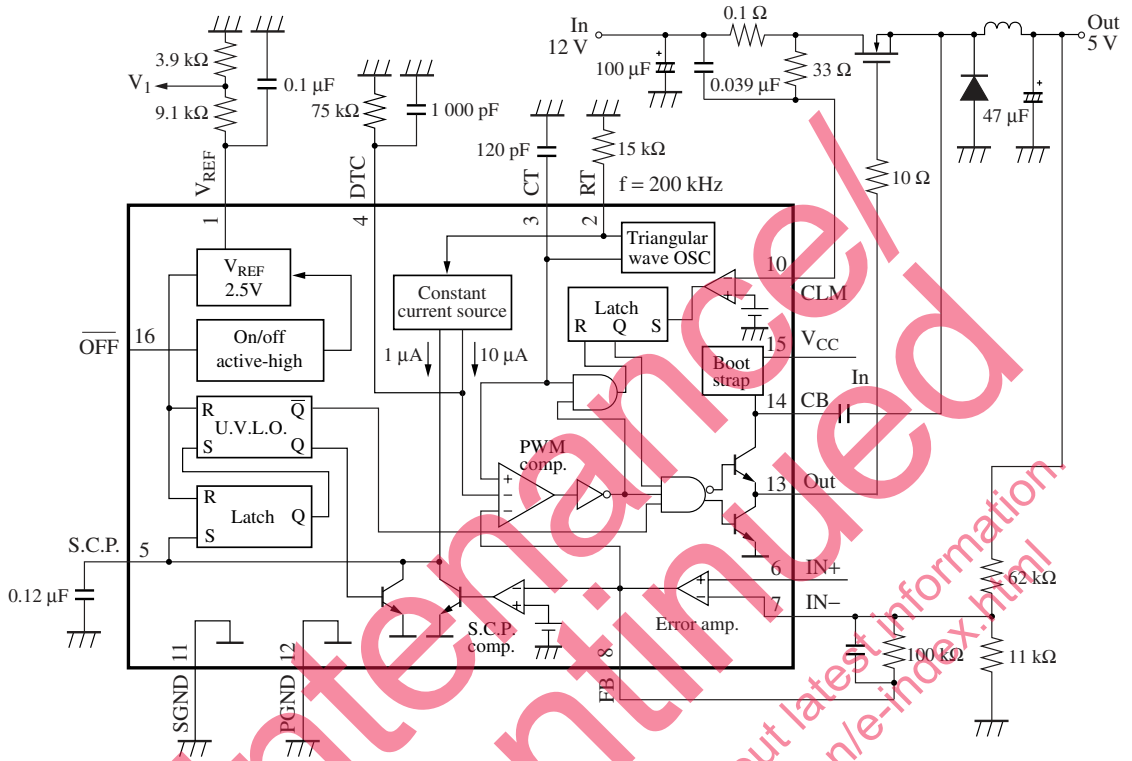 In
12 V
0.1 Ω
Out
5 V
100 µF
0.039 µF
33 Ω
47 µF
10 Ω
3.9 kΩ
V1
9.1 kΩ
0.1 µF
75 kΩ
1 000 pF
120 pF
15 kΩ
f = 200 kHz
VREF
DTC
CT
RT
1
4
3
2
VREF
2.5V
Constant
current source
Triangular
wave OSC
10
CLM
Latch
R Q S
15
VCC
Boot
strap
In
14
CB
OFF
16
On/off
active-high
1 µA
10 µA
R Q
U.V.L.O.
S Q
Latch
R
Q
S
PWM
comp.
+
−
−
13
Out
S.C.P.
5
0.12 µF
S.C.P.
comp.
Error amp.
6
IN+
7
IN−
62 kΩ
100 kΩ
11 kΩ
SGND
11
PGND
12
FB
8
intenance/
ntinued
out latest information.
n/e-index.html